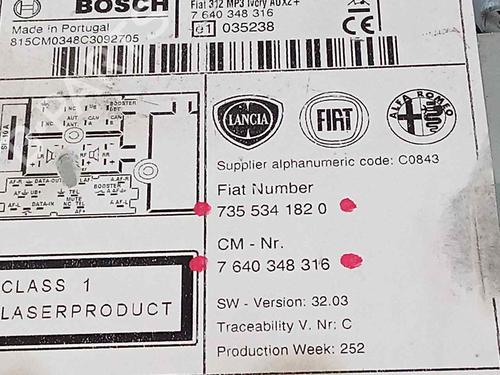 BOSCH
Fiat 312 MP3 Ivory AUX2+
Made in Portugal
7 640 348 316
815CM0348C3092705
e1 035238
LANCIA
FIAT
ALFA ROMEO
Supplier alphanumeric code: C0843
Fiat Number
735 534 182 0
CM - Nr.
7 640 348 316
SW - Version: 32.03
Traceability V. Nr: C
Production Week: 252
CLASS 1
LASERPRODUCT